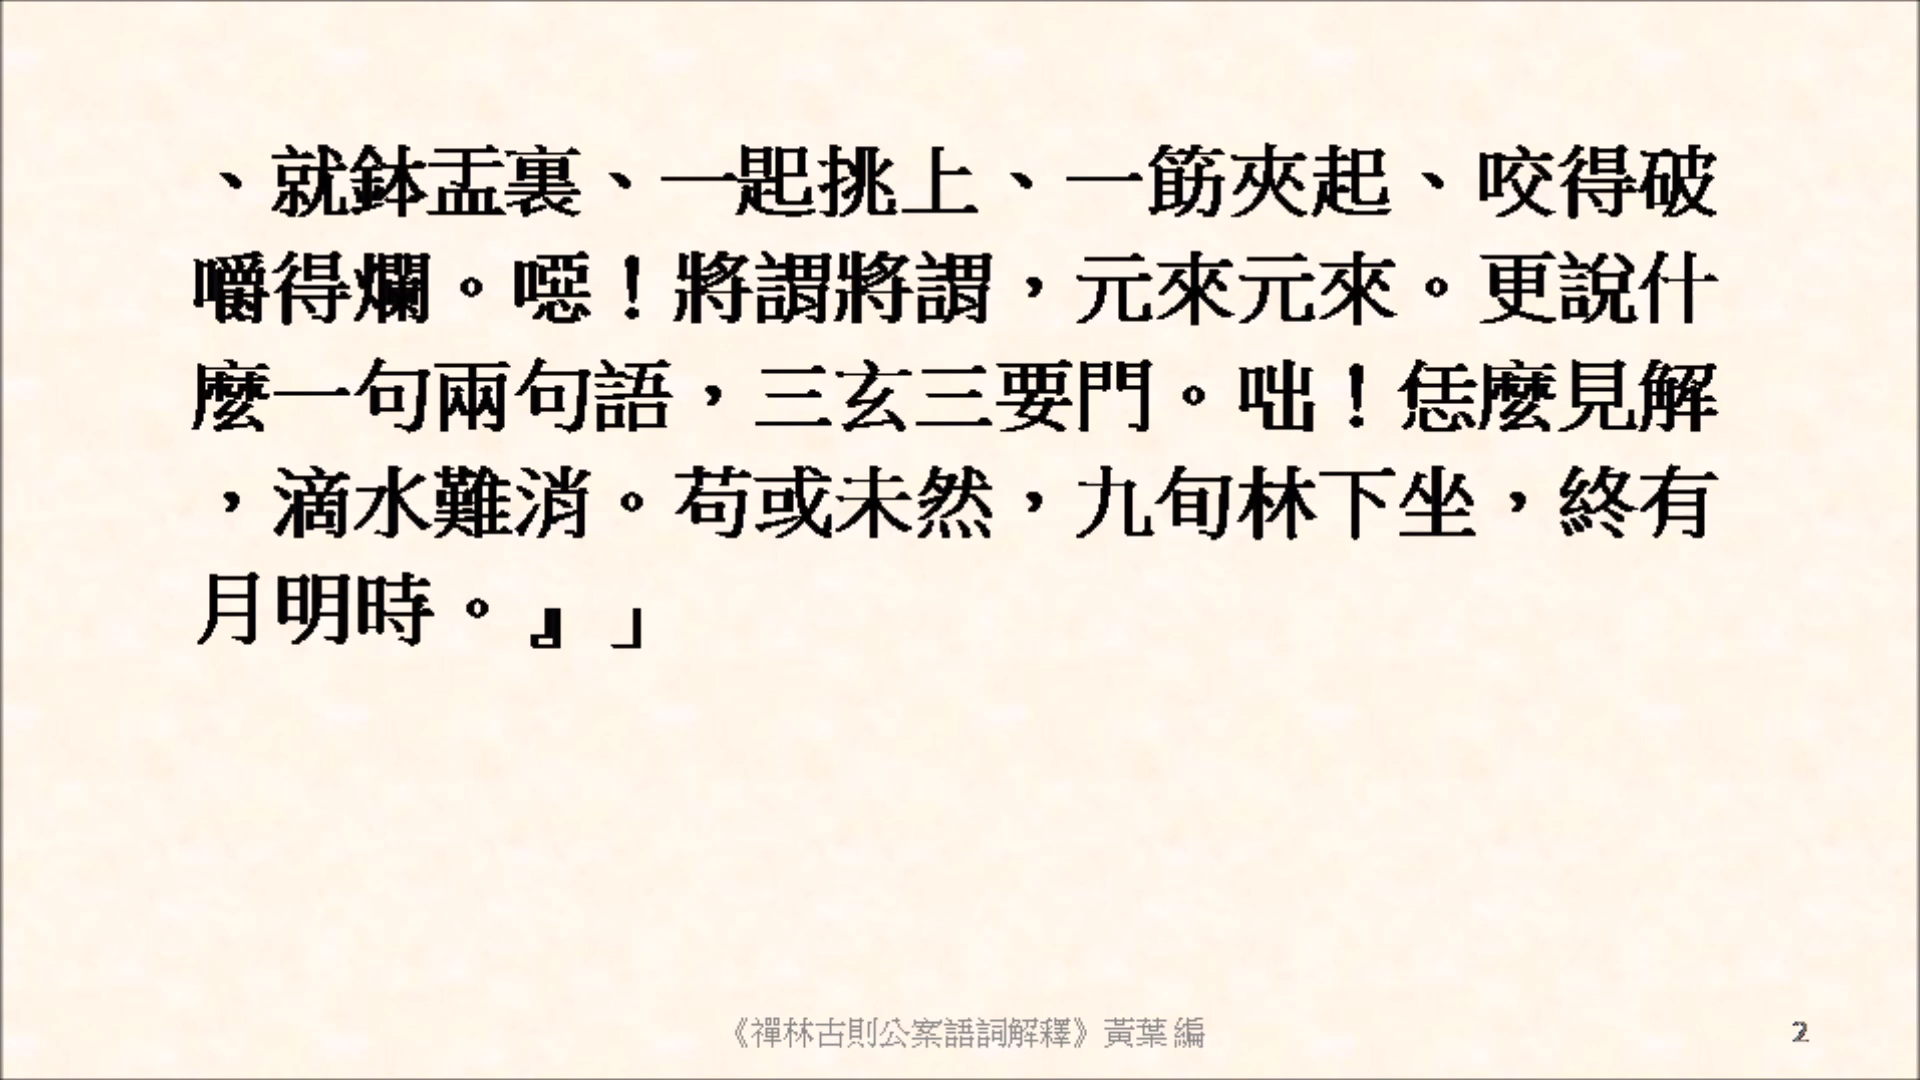 、就鉢盂裏、一匙挑上、一筯夾起、咬得破
嚼得爛。噁！將謂將謂，元來元來。更說什
麼一句兩句語，三玄三要門。咄！恁麼見解
，滴水難消。苟或未然，九旬林下坐，終有
月明時。』」
《禪林古則公案語詞解釋》黃葉 編
2